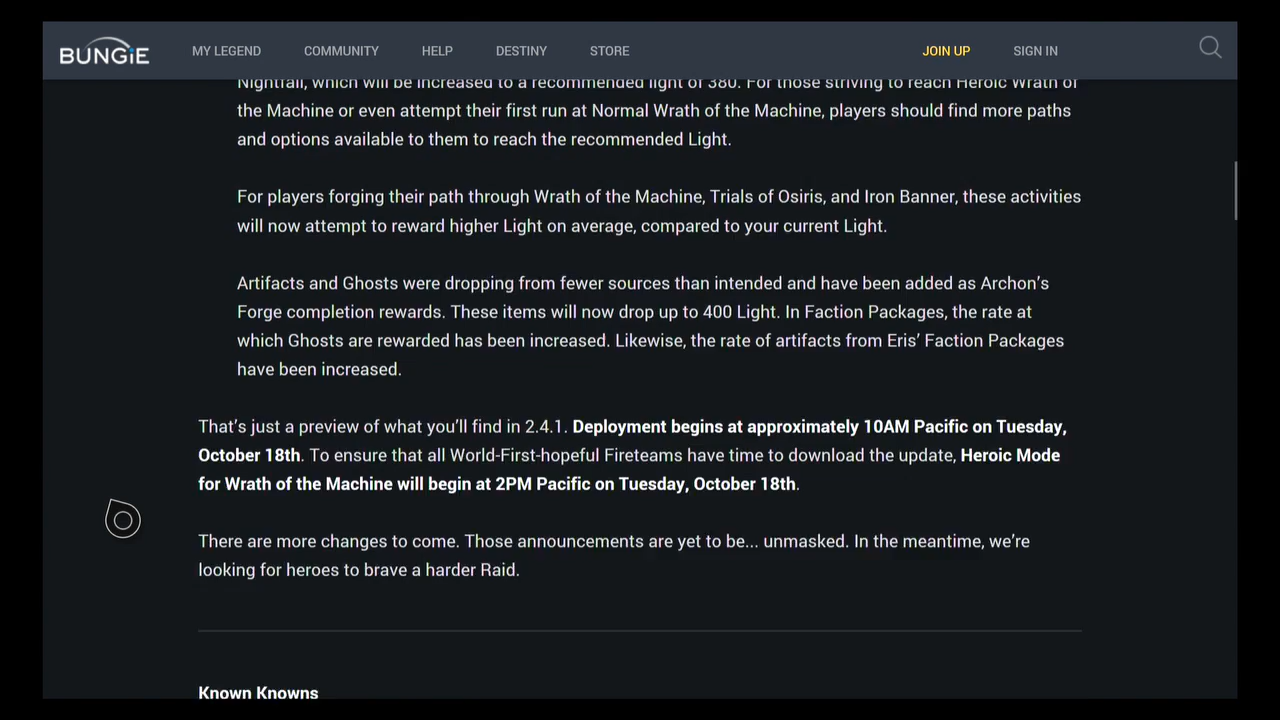 BUNGiE
MY LEGEND COMMUNITY HELP DESTINY STORE JOIN UP SIGN IN
Nightfall, which will be increased to a recommended light of 380. For those striving to reach Heroic Wrath of
the Machine or even attempt their first run at Normal Wrath of the Machine, players should find more paths
and options available to them to reach the recommended Light.
For players forging their path through Wrath of the Machine, Trials of Osiris, and Iron Banner, these activities
will now attempt to reward higher Light on average, compared to your current Light.
Artifacts and Ghosts were dropping from fewer sources than intended and have been added as Archon’s
Forge completion rewards. These items will now drop up to 400 Light. In Faction Packages, the rate at
which Ghosts are rewarded has been increased. Likewise, the rate of artifacts from Eris’ Faction Packages
have been increased.
That’s just a preview of what you’ll find in 2.4.1. Deployment begins at approximately 10AM Pacific on Tuesday,
October 18th. To ensure that all World-First-hopeful Fireteams have time to download the update, Heroic Mode
for Wrath of the Machine will begin at 2PM Pacific on Tuesday, October 18th.
There are more changes to come. Those announcements are yet to be... unmasked. In the meantime, we’re
looking for heroes to brave a harder Raid.
Known Knowns